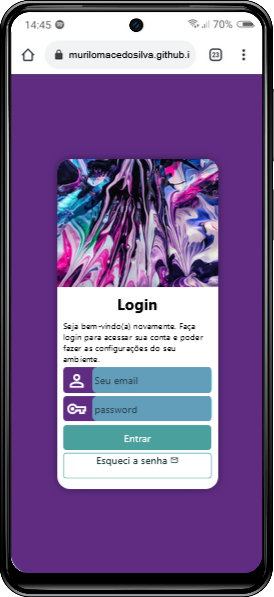 14:45 70%
murilomacedosilva.github.i 23
Login
Seja bem-vindo(a) novamente. Faça
login para acessar sua conta e poder
fazer as configurações do seu
ambiente.
Seu email
password
Entrar
Esqueci a senha